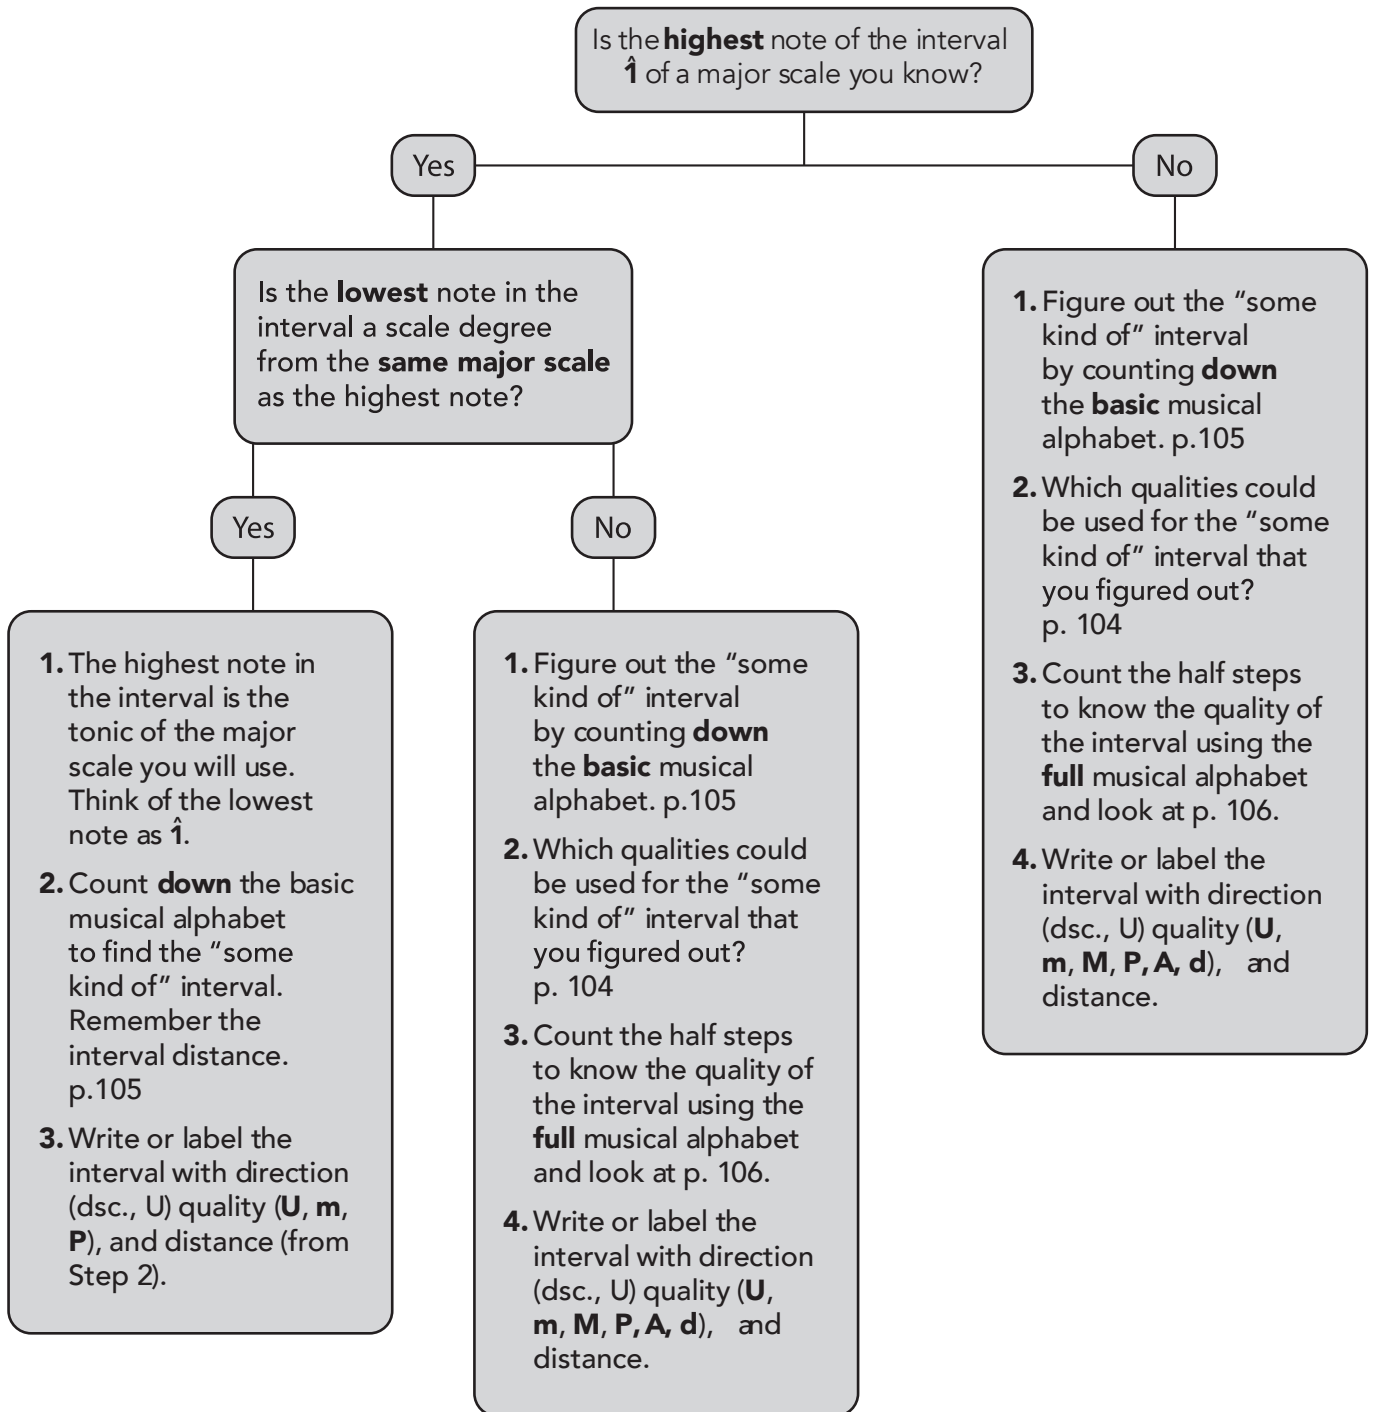 Is the highest note of the interval
1̂ of a major scale you know?
Yes
No
Is the lowest note in the
interval a scale degree
from the same major scale
as the highest note?
Yes
No
1. The highest note in
the interval is the
tonic of the major
scale you will use.
Think of the lowest
note as 1̂.
2. Count down the basic
musical alphabet
to find the “some
kind of” interval.
Remember the
interval distance.
p.105
3. Write or label the
interval with direction
(dsc., U) quality (U, m,
P), and distance (from
Step 2).
1. Figure out the “some
kind of” interval
by counting down
the basic musical
alphabet. p.105
2. Which qualities could
be used for the “some
kind of” interval that
you figured out?
p. 104
3. Count the half steps
to know the quality of
the interval using the
full musical alphabet
and look at p. 106.
4. Write or label the
interval with direction
(dsc., U) quality (U,
m, M, P, A, d), and
distance.
1. Figure out the “some
kind of” interval
by counting down
the basic musical
alphabet. p.105
2. Which qualities could
be used for the “some
kind of” interval that
you figured out?
p. 104
3. Count the half steps
to know the quality of
the interval using the
full musical alphabet
and look at p. 106.
4. Write or label the
interval with direction
(dsc., U) quality (U,
m, M, P, A, d), and
distance.